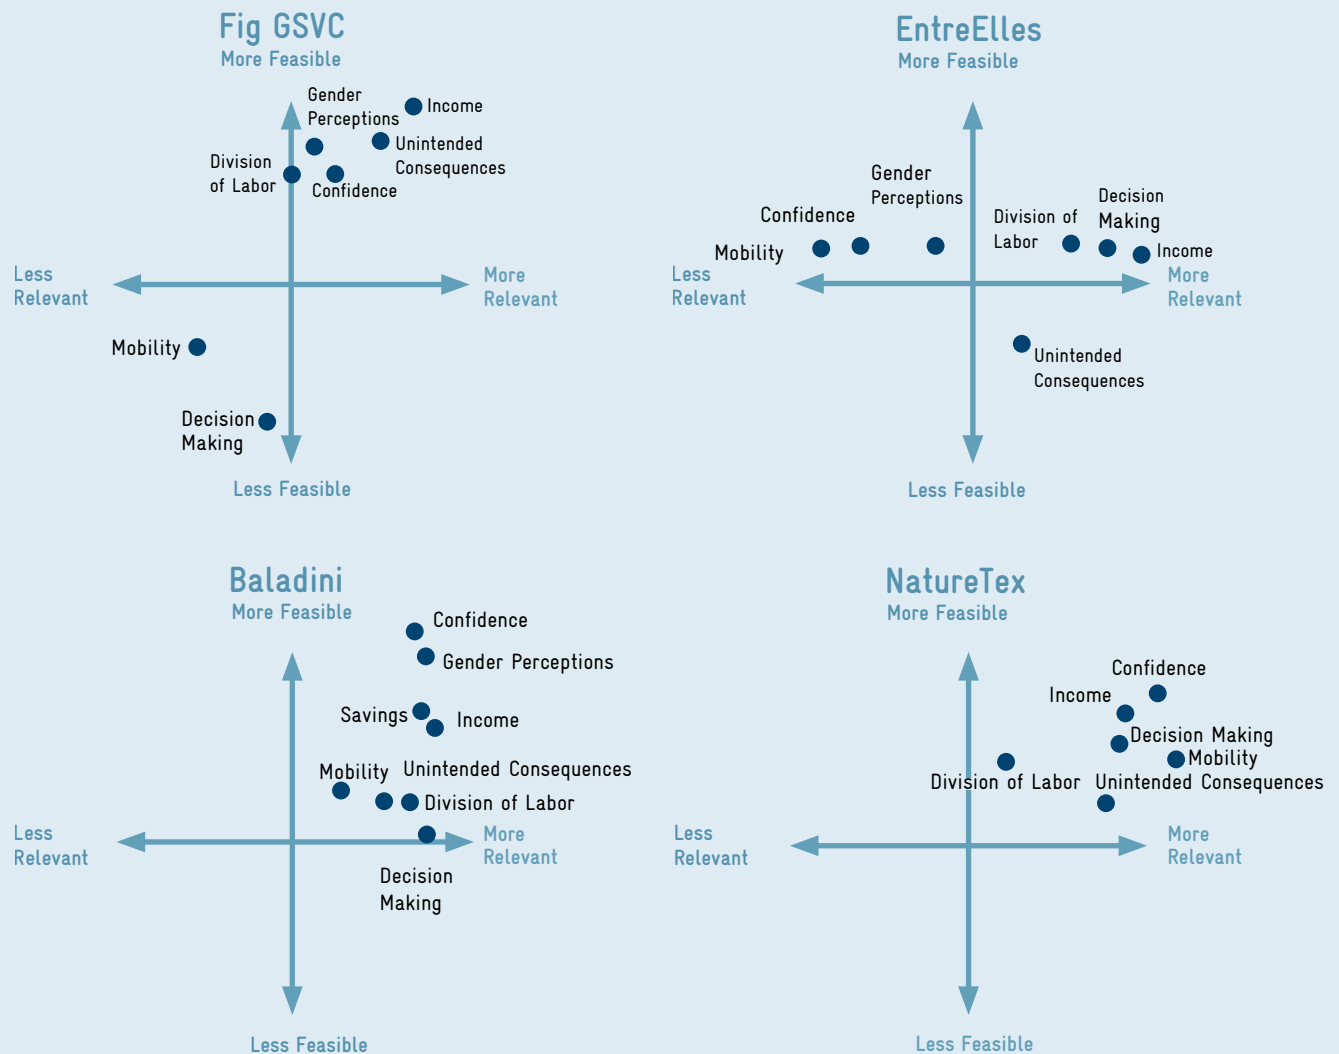 Fig GSVC
More Feasible
Gender
Perceptions
Income
Unintended
Consequences
Division
of Labor
Confidence
Less
Relevant
More
Relevant
Mobility
Decision
Making
Less Feasible
EntreElles
More Feasible
Gender
Perceptions
Confidence
Mobility
Division of
Labor
Decision
Making
Income
Less
Relevant
More
Relevant
Unintended
Consequences
Less Feasible
Baladini
More Feasible
Confidence
Gender Perceptions
Savings
Income
Mobility
Unintended Consequences
Division of Labor
Less
Relevant
More
Relevant
Decision
Making
Less Feasible
NatureTex
More Feasible
Confidence
Income
Decision Making
Mobility
Division of Labor
Unintended Consequences
Less
Relevant
More
Relevant
Less Feasible